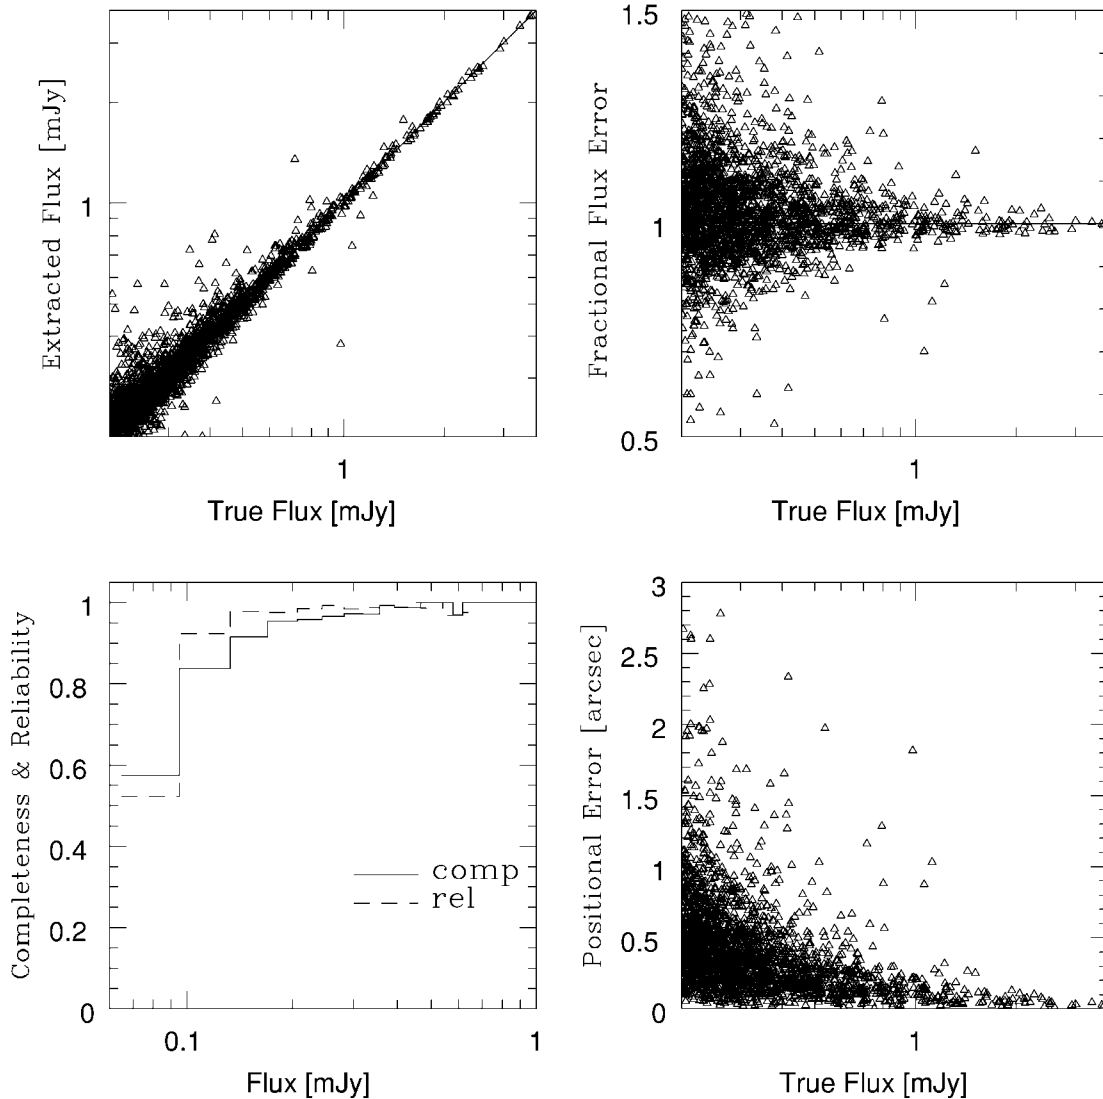 Extracted Flux [mJy]
1
1
True Flux [mJy]
Fractional Flux Error
1.5
1
0.5
1
True Flux [mJy]
Completeness & Reliability
1
0.8
0.6
0.4
0.2
0
comp
rel
0.1
1
Flux [mJy]
Positional Error [arcsec]
3
2.5
2
1.5
1
0.5
0
1
True Flux [mJy]